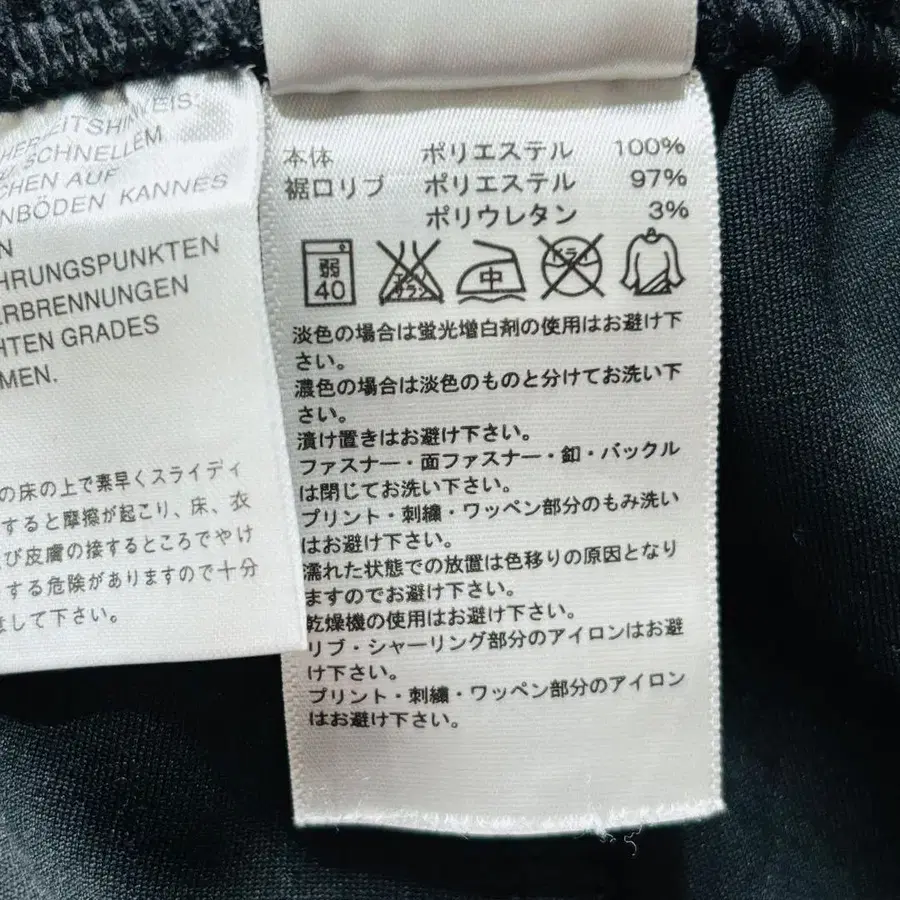 SCHNELLEM
CHEN AUF
NBÖDEN KANNES
EN
HRUNGSPUNKTEN
ERBRENNUNGEN
HTEN GRADES
MEN.
の床の上で素早くスライディ
すると摩擦が起こり、床、衣
び皮膚の接するところでやけ
する危険がありますので十分
意して下さい。
本体 ポリエステル 100%
裾口リブ ポリエステル 97%
ポリウレタン 3%
弱 40 エンソ サラシ 中 ドライ
淡色の場合は蛍光増白剤の使用はお避け下
さい。
濃色の場合は淡色のものと分けてお洗い下
さい。
漬け置きはお避け下さい。
ファスナー・面ファスナー・釦・バックル
は閉じてお洗い下さい。
プリント・刺繍・ワッペン部分のもみ洗い
はお避け下さい。
濡れた状態での放置は色移りの原因となり
ますのでお避け下さい。
乾燥機の使用はお避け下さい。
リブ・シャーリング部分のアイロンはお避
け下さい。
プリント・刺繍・ワッペン部分のアイロン
はお避け下さい。